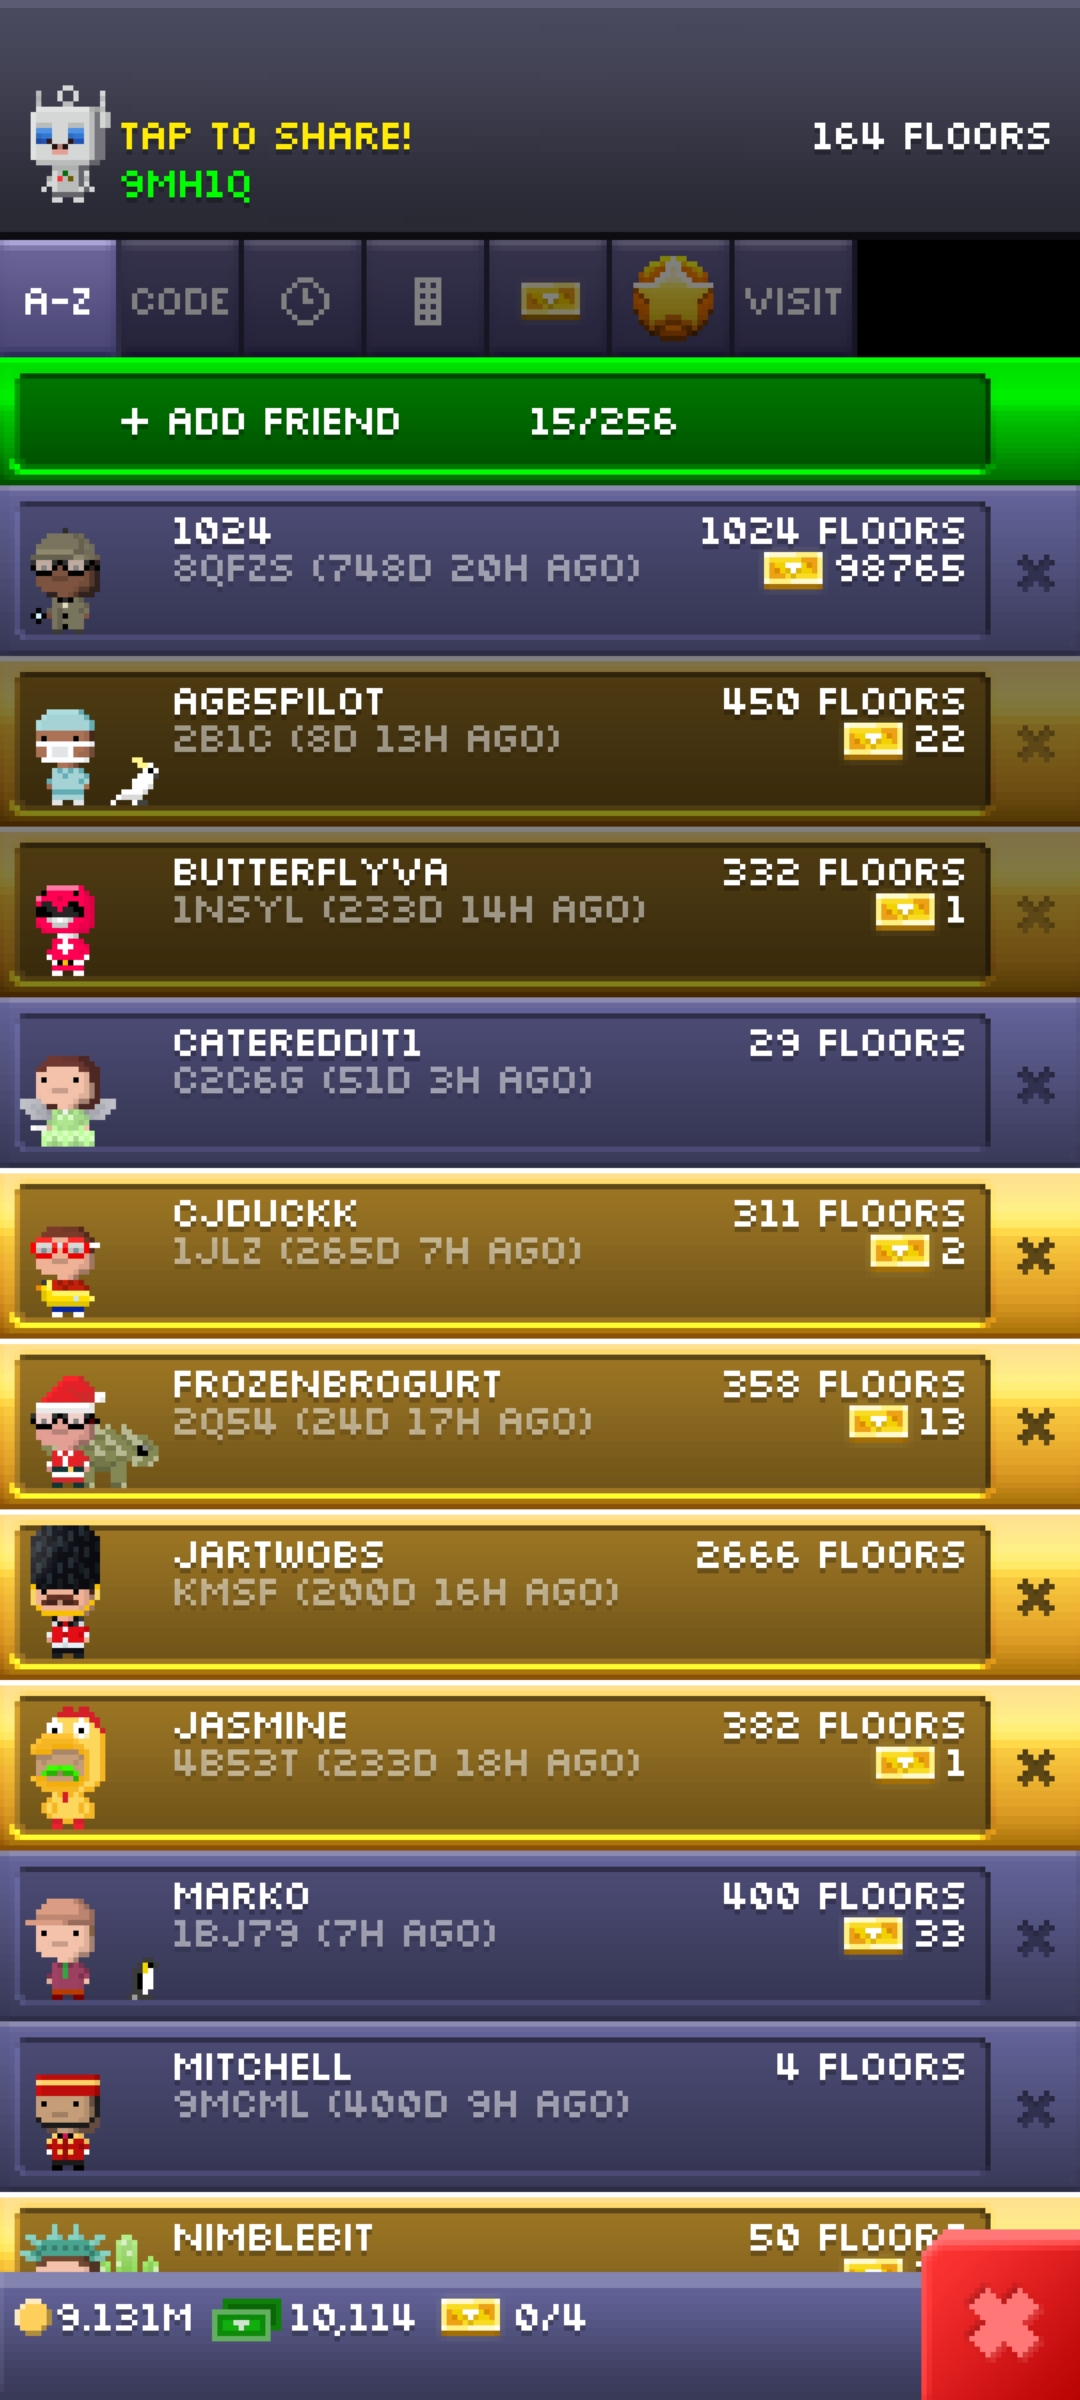 TAP TO SHARE!
164 FLOORS
9MH1Q
A-Z CODE VISIT
+ ADD FRIEND 15/256
1024 1024 FLOORS
8QFZS (748D 20H AGO) 98765
AGB5PILOT 450 FLOORS
2B1C (8D 13H AGO) 22
BUTTERFLYVA 332 FLOORS
1NSYL (233D 14H AGO) 1
CATEREDDIT1 29 FLOORS
C2C6G (51D 3H AGO)
CJDUCKK 311 FLOORS
1JLZ (265D 7H AGO) 2
FROZENBROGURT 358 FLOORS
2Q54 (24D 17H AGO) 13
JARTWOBS 2666 FLOORS
KMSF (200D 16H AGO)
JASMINE 382 FLOORS
4B53T (233D 18H AGO) 1
MARKO 400 FLOORS
1BJ79 (7H AGO) 33
MITCHELL 4 FLOORS
9MCML (400D 9H AGO)
NIMBLEBIT 50 FLOORS
9.131M 10,114 0/4